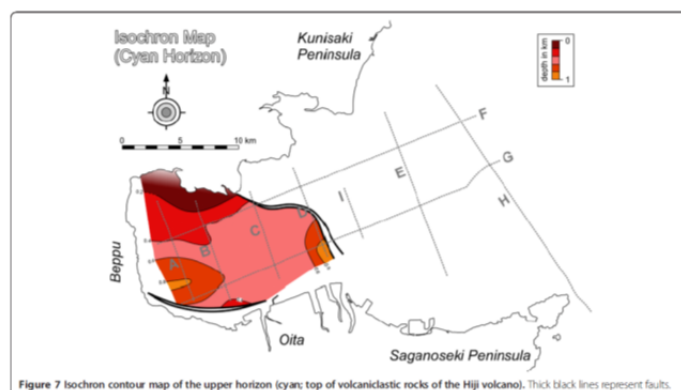 Isochron Map
(Cyan Horizon)
Kunisaki
Peninsula
0
depth in km
1
N
0 5 10 km
F
G
E
I
H
D
C
B
A
Beppu
Oita
Saganoseki Peninsula
Figure 7 Isochron contour map of the upper horizon (cyan; top of volcaniclastic rocks of the Hiji volcano). Thick black lines represent faults.